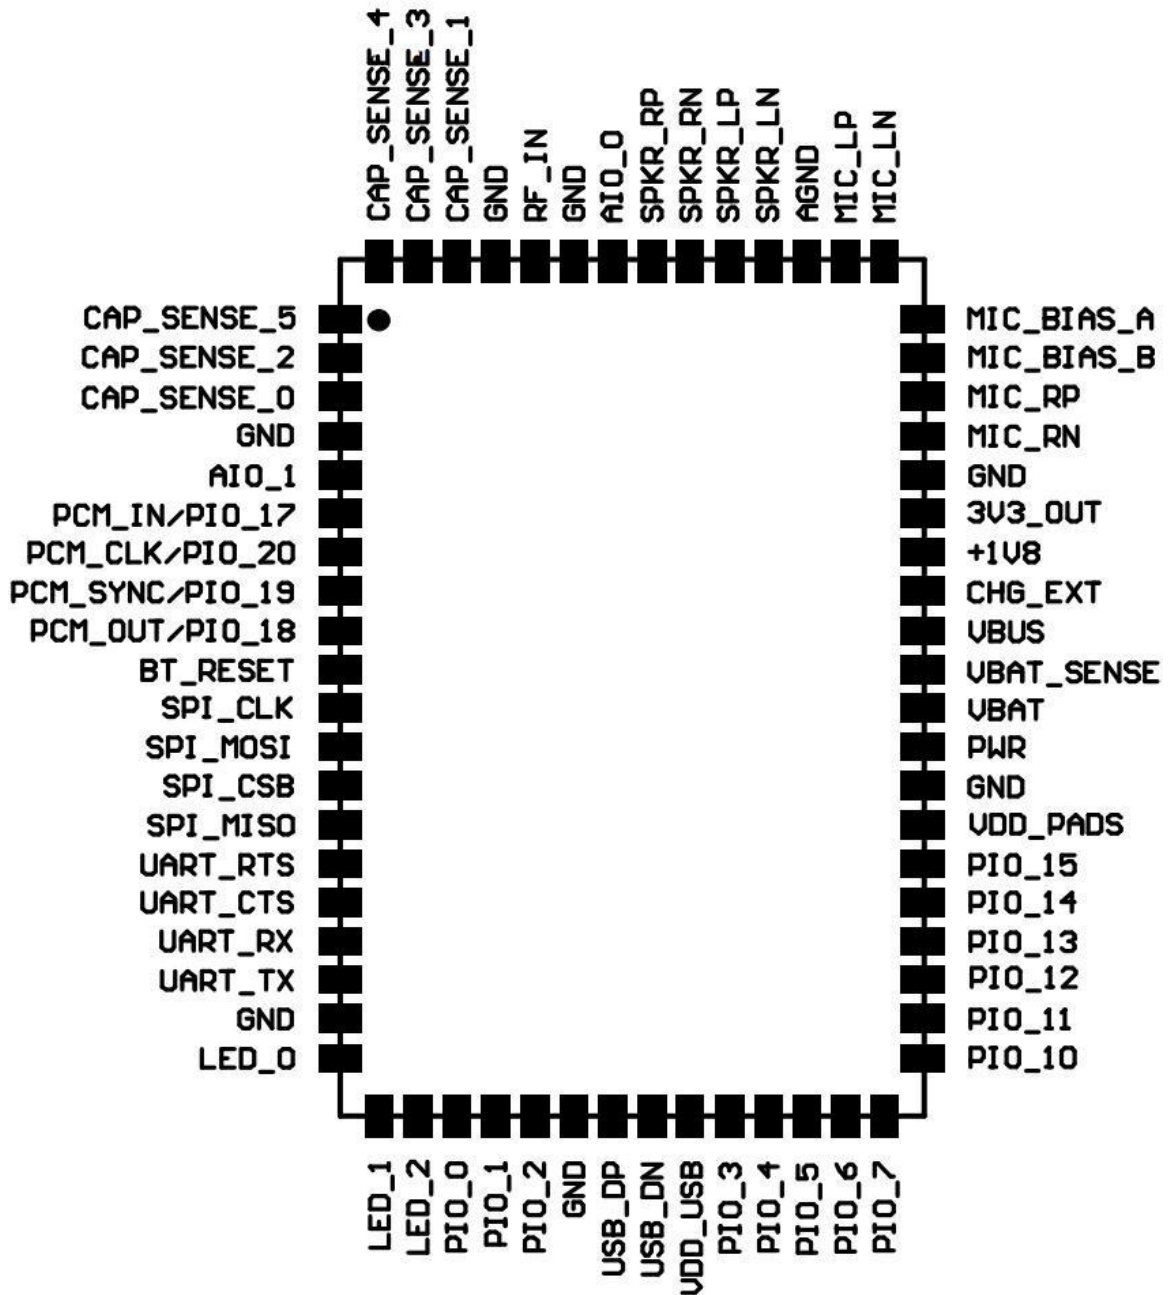 CAP_SENSE_4
CAP_SENSE_3
CAP_SENSE_1
GND
RF_IN
GND
AIO_0
SPKR_RP
SPKR_RN
SPKR_LP
SPKR_LN
AGND
MIC_LP
MIC_LN
CAP_SENSE_5
CAP_SENSE_2
CAP_SENSE_0
GND
AIO_1
PCM_IN/PIO_17
PCM_CLK/PIO_20
PCM_SYNC/PIO_19
PCM_OUT/PIO_18
BT_RESET
SPI_CLK
SPI_MOSI
SPI_CSB
SPI_MISO
UART_RTS
UART_CTS
UART_RX
UART_TX
GND
LED_0
MIC_BIAS_A
MIC_BIAS_B
MIC_RP
MIC_RN
GND
3V3_OUT
+1V8
CHG_EXT
VBUS
VBAT_SENSE
VBAT
PWR
GND
VDD_PADS
PIO_15
PIO_14
PIO_13
PIO_12
PIO_11
PIO_10
LED_1
LED_2
PIO_0
PIO_1
PIO_2
GND
USB_DP
USB_DN
VDD_USB
PIO_3
PIO_4
PIO_5
PIO_6
PIO_7